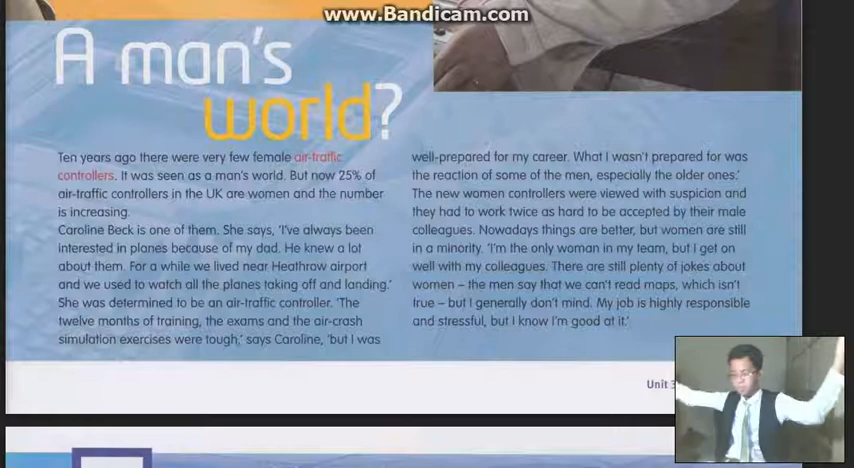 www.Bandicam.com
A man's
world?
Ten years ago there were very few female air-traffic
controllers. It was seen as a man's world. But now 25% of
air-traffic controllers in the UK are women and the number
is increasing.
Caroline Beck is one of them. She says, 'I've always been
interested in planes because of my dad. He knew a lot
about them. For a while we lived near Heathrow airport
and we used to watch all the planes taking off and landing.'
She was determined to be an air-traffic controller. 'The
twelve months of training, the exams and the air-crash
simulation exercises were tough,' says Caroline, 'but I was
well-prepared for my career. What I wasn't prepared for was
the reaction of some of the men, especially the older ones.'
The new women controllers were viewed with suspicion and
they had to work twice as hard to be accepted by their male
colleagues. Nowadays things are better, but women are still
in a minority. 'I'm the only woman in my team, but I get on
well with my colleagues. There are still plenty of jokes about
women – the men say that we can't read maps, which isn't
true – but I generally don't mind. My job is highly responsible
and stressful, but I know I'm good at it.'
Unit 3